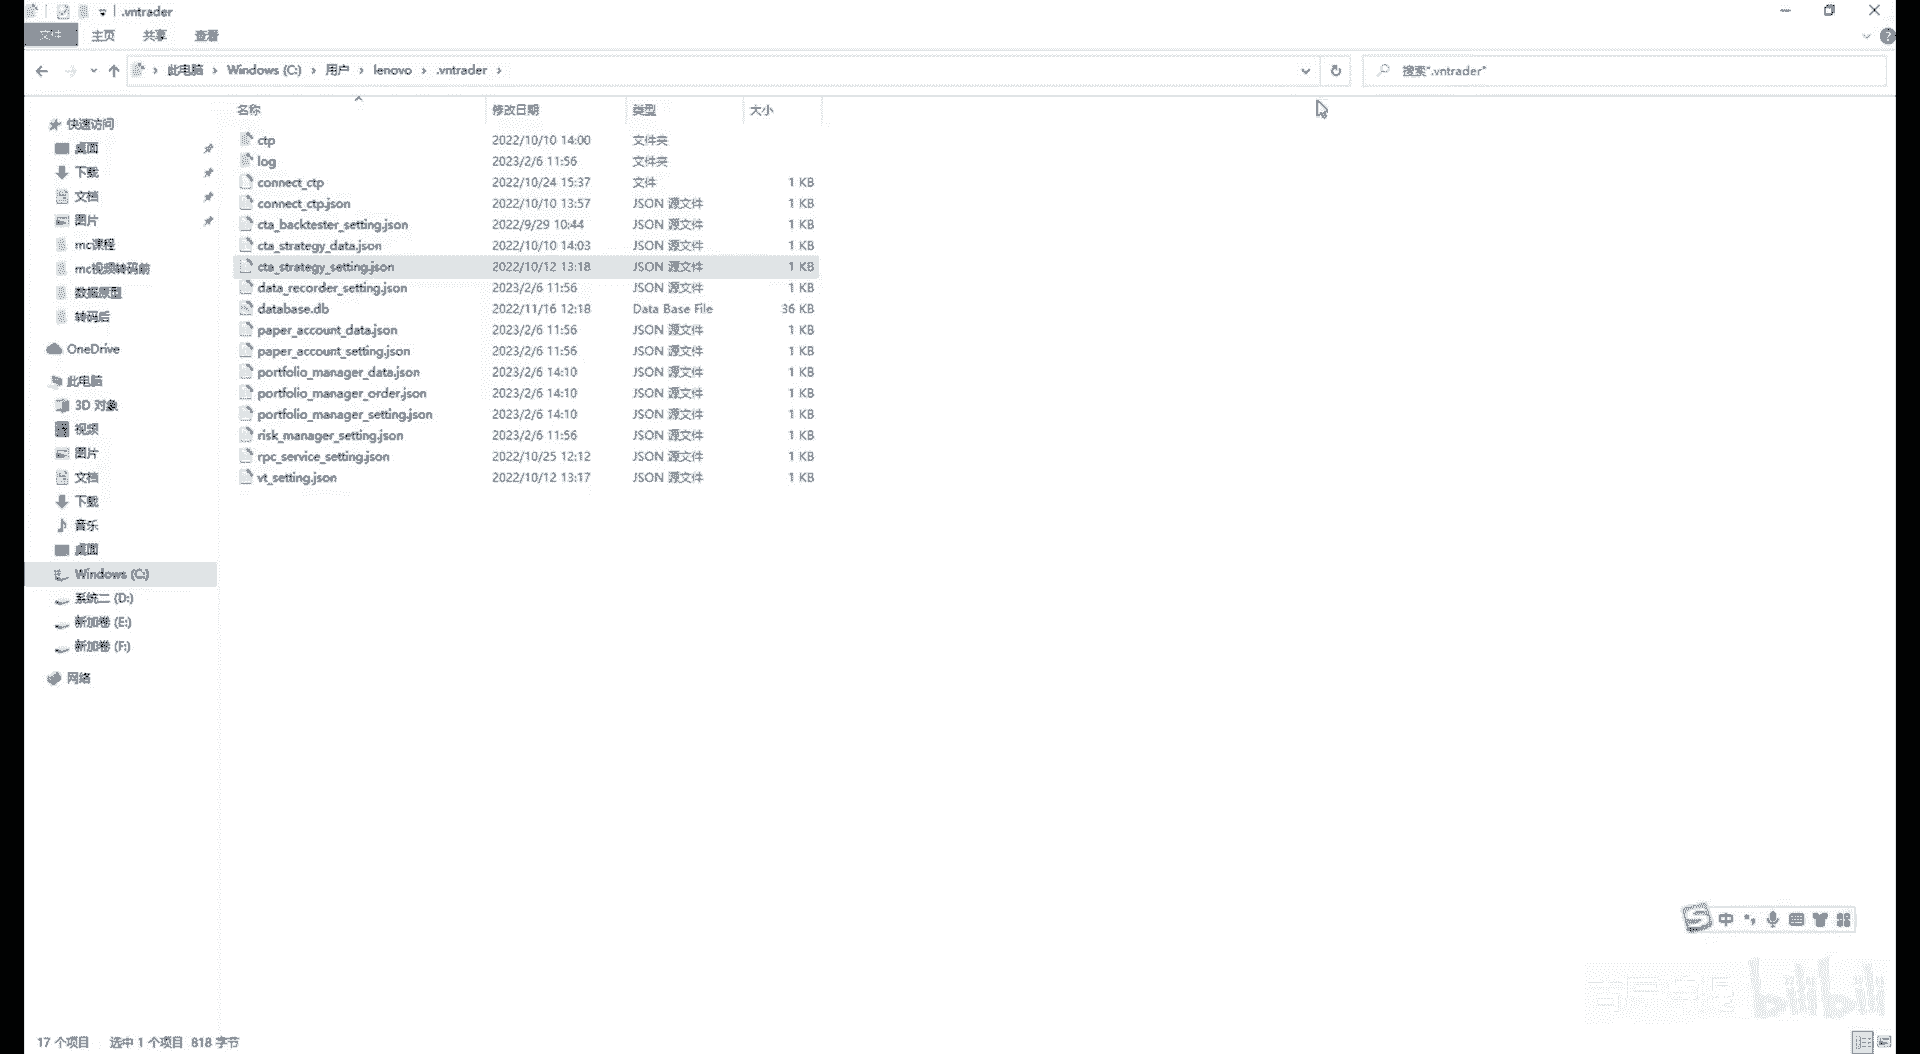 .vntrader
文件 主页 共享 查看
此电脑 › Windows (C:) › 用户 › lenovo › .vntrader ›
搜索".vntrader"
名称 修改日期 类型 大小
ctp 2022/10/10 14:00 文件夹
log 2023/2/6 11:56 文件夹
connect_ctp 2022/10/24 15:37 文件 1 KB
connect_ctp.json 2022/10/10 13:57 JSON 源文件 1 KB
cta_backtester_setting.json 2022/9/29 10:44 JSON 源文件 1 KB
cta_strategy_data.json 2022/10/10 14:03 JSON 源文件 1 KB
cta_strategy_setting.json 2022/10/12 13:18 JSON 源文件 1 KB
data_recorder_setting.json 2023/2/6 11:56 JSON 源文件 1 KB
database.db 2022/11/16 12:18 Data Base File 36 KB
paper_account_data.json 2023/2/6 11:56 JSON 源文件 1 KB
paper_account_setting.json 2023/2/6 11:56 JSON 源文件 1 KB
portfolio_manager_data.json 2023/2/6 14:10 JSON 源文件 1 KB
portfolio_manager_order.json 2023/2/6 14:10 JSON 源文件 1 KB
portfolio_manager_setting.json 2023/2/6 14:10 JSON 源文件 1 KB
risk_manager_setting.json 2023/2/6 11:56 JSON 源文件 1 KB
rpc_service_setting.json 2022/10/25 12:12 JSON 源文件 1 KB
vt_setting.json 2022/10/12 13:17 JSON 源文件 1 KB
快速访问
桌面
下载
文档
图片
mc课程
mc视频转码前
数据原型
转码后
OneDrive
此电脑
3D 对象
视频
图片
文档
下载
音乐
桌面
Windows (C:)
系统二 (D:)
新加卷 (E:)
新加卷 (F:)
网络
中
bilibili
17 个项目 选中 1 个项目 818 字节